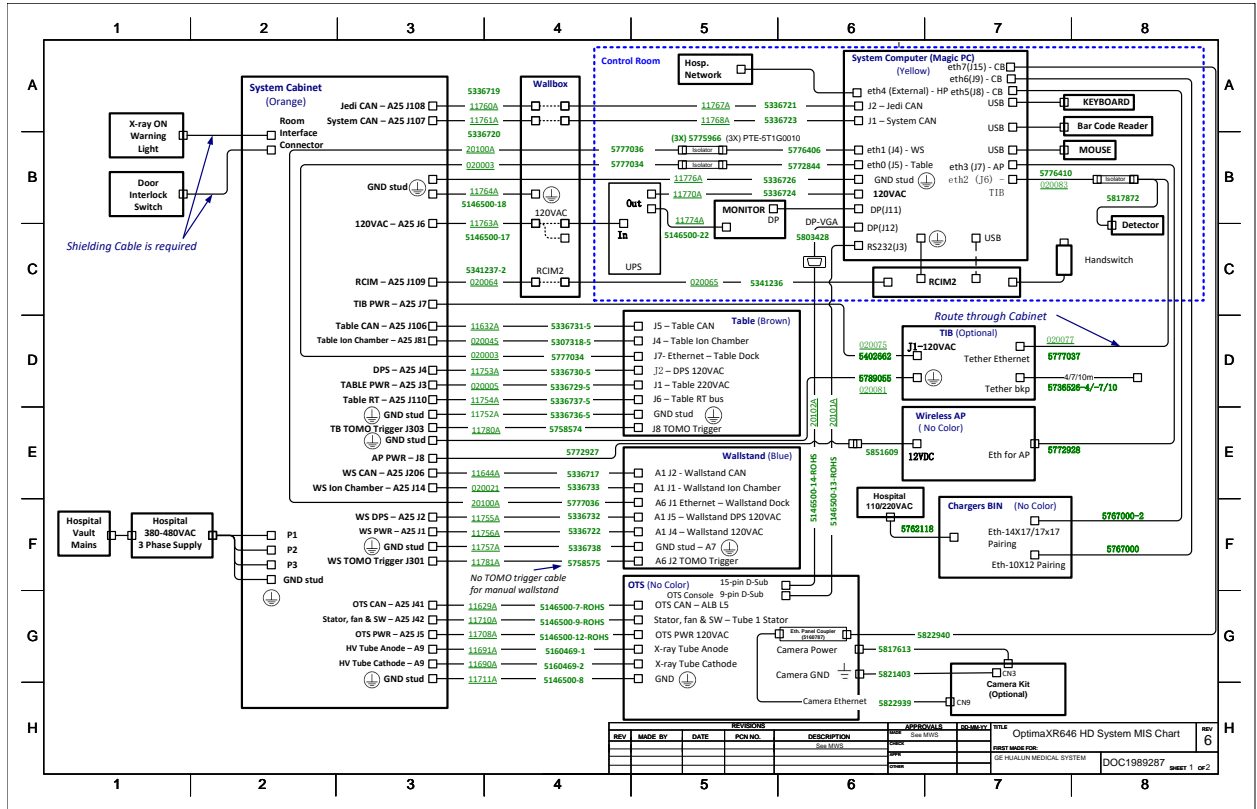 1 2 3 4 5 6 7 8
A
B
C
D
E
F
G
H
A
B
C
D
E
F
G
H
Control Room
Hosp.
Network
System Computer (Magic PC)
(Yellow)
eth7(J15) - CB
eth6(J9) - CB
eth4 (External) - HP
eth5(J8) - CB
J2 – Jedi CAN
USB
KEYBOARD
J1 – System CAN
USB
Bar Code Reader
eth1 (J4) - WS
USB
MOUSE
eth0 (J5) - Table
eth3 (J7) - AP
GND stud
eth2 (J6) –
TIB
120VAC
DP(J11)
DP(J12)
RS232(J3)
USB
5776410
020083
Isolator
5817872
Detector
Handswitch
RCIM2
System Cabinet
(Orange)
Wallbox
X-ray ON
Warning
Light
Room
Interface
Connector
Door
Interlock
Switch
Shielding Cable is required
Jedi CAN – A25 J108
5336719
11760A
11767A
5336721
System CAN – A25 J107
11761A
5336720
11768A
5336723
(3X) 5775966 (3X) PTE-5T1G0010
20100A
5777036
Isolator
5776406
020003
5777034
Isolator
5772844
GND stud
11776A
5336726
11764A
5146500-18
11770A
5336724
Out
In
UPS
MONITOR
DP
DP-VGA
5803428
11774A
5146500-22
120VAC – A25 J6
11763A
5146500-17
120VAC
RCIM – A25 J109
5341237-2
020064
RCIM2
020065
5341236
TIB PWR – A25 J7
Table (Brown)
Table CAN – A25 J106
11632A
5336731-5
J5 – Table CAN
Table Ion Chamber – A25 J81
020045
5307318-5
J4 – Table Ion Chamber
020003
5777034
J7- Ethernet – Table Dock
DPS – A25 J4
11753A
5336730-5
J2 – DPS 120VAC
TABLE PWR – A25 J3
020005
5336729-5
J1 – Table 220VAC
Table RT – A25 J110
11754A
5336737-5
J6 – Table RT bus
GND stud
11752A
5336736-5
GND stud
TB TOMO Trigger J303
11780A
5758574
J8 TOMO Trigger
GND stud
AP PWR – J8
5772927
Wallstand (Blue)
WS CAN – A25 J206
11644A
5336717
A1 J2 - Wallstand CAN
WS Ion Chamber – A25 J14
020021
5336733
A1 J1 - Wallstand Ion Chamber
20100A
5777036
A6 J1 Ethernet – Wallstand Dock
WS DPS – A25 J2
11755A
5336732
A1 J5 – Wallstand DPS 120VAC
WS PWR – A25 J1
11756A
5336722
A1 J4 – Wallstand 120VAC
GND stud
11757A
5336738
GND stud – A7
WS TOMO Trigger J301
11781A
5758575
A6 J2 TOMO Trigger
No TOMO trigger cable
for manual wallstand
Hospital
Vault
Mains
Hospital
380-480VAC
3 Phase Supply
P1
P2
P3
GND stud
OTS (No Color)
15-pin D-Sub
OTS Console
9-pin D-Sub
OTS CAN – A25 J41
11629A
5146500-7-ROHS
OTS CAN – ALB L5
Stator, fan & SW – A25 J42
11710A
5146500-9-ROHS
Stator, fan & SW – Tube 1 Stator
OTS PWR – A25 J5
11708A
5146500-12-ROHS
OTS PWR 120VAC
HV Tube Anode – A9
11691A
5160469-1
X-ray Tube Anode
HV Tube Cathode – A9
11690A
5160469-2
X-ray Tube Cathode
GND stud
11711A
5146500-8
GND
Eth. Panel Coupler
(5160787)
Camera Power
Camera GND
Camera Ethernet
5822940
5817613
5821403
5822939
CN3
Camera Kit
(Optional)
CN9
20102A
5146500-14-ROHS
20101A
5146500-13-ROHS
Route through Cabinet
TIB (Optional)
020075
5402662
J1-120VAC
020077
Tether Ethernet
5777037
5789055
020081
Tether bkp
4/7/10m
5736526-4/-7/10
Wireless AP
( No Color)
12VDC
5851609
Eth for AP
5772928
Hospital
110/220VAC
5762118
Chargers BIN (No Color)
Eth-14X17/17x17
Pairing
5767000-2
Eth-10X12 Pairing
5767000
REVISIONS
REV MADE BY DATE PCN NO. DESCRIPTION
See MWS
APPROVALS
DD-MM-YY
MADE
See MWS
CHECK
APPR
OTHER
TITLE
OptimaXR646 HD System MIS Chart
REV
6
FIRST MADE FOR:
GE HUALUN MEDICAL SYSTEM
DOC1989287
SHEET 1 OF2
1 2 3 4 5 6 7 8